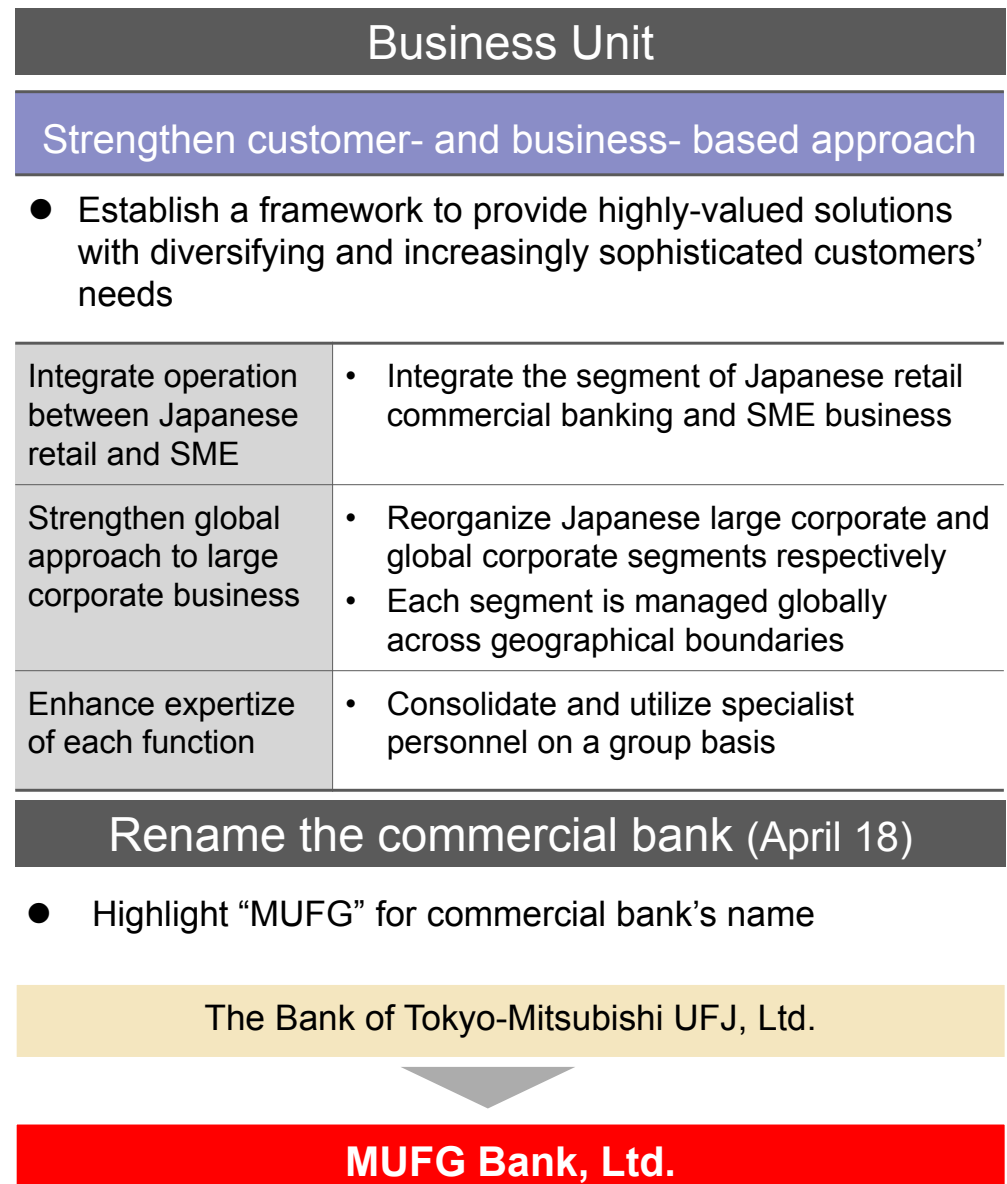 Business Unit
Strengthen customer- and business- based approach
● Establish a framework to provide highly-valued solutions
with diversifying and increasingly sophisticated customers’
needs
Integrate operation
between Japanese
retail and SME
• Integrate the segment of Japanese retail
commercial banking and SME business
Strengthen global
approach to large
corporate business
• Reorganize Japanese large corporate and
global corporate segments respectively
• Each segment is managed globally
across geographical boundaries
Enhance expertize
of each function
• Consolidate and utilize specialist
personnel on a group basis
Rename the commercial bank (April 18)
● Highlight “MUFG” for commercial bank’s name
The Bank of Tokyo-Mitsubishi UFJ, Ltd.
MUFG Bank, Ltd.